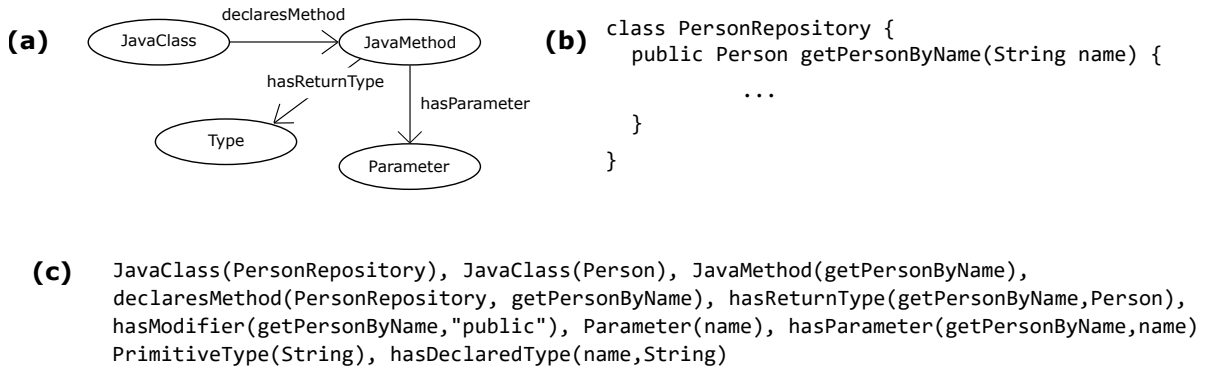 (a)
declaresMethod
JavaClass
JavaMethod
hasReturnType
hasParameter
Type
Parameter
(b)
class PersonRepository {
public Person getPersonByName(String name) {
...
}
}
(c)
JavaClass(PersonRepository), JavaClass(Person), JavaMethod(getPersonByName),
declaresMethod(PersonRepository, getPersonByName), hasReturnType(getPersonByName,Person),
hasModifier(getPersonByName,"public"), Parameter(name), hasParameter(getPersonByName,name)
PrimitiveType(String), hasDeclaredType(name,String)